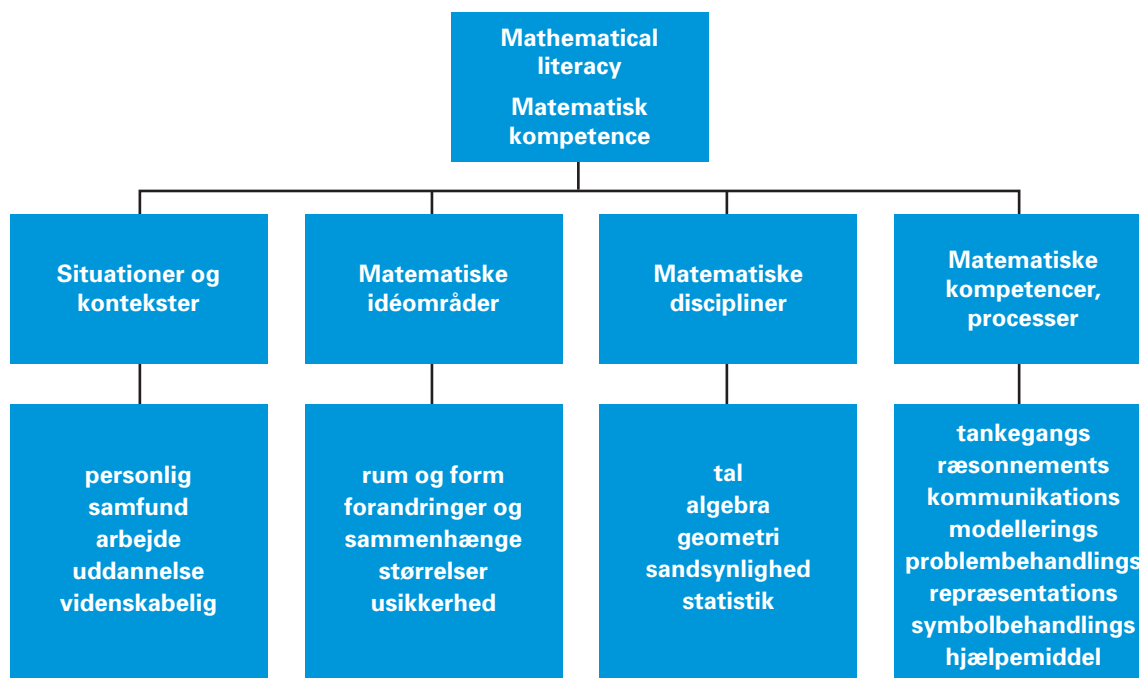 Mathematical
literacy
Matematisk
kompetence
Situationer og
kontekster
Matematiske
idéområder
Matematiske
discipliner
Matematiske
kompetencer,
processer
personlig
samfund
arbejde
uddannelse
videnskabelig
rum og form
forandringer og
sammenhænge
størrelser
usikkerhed
tal
algebra
geometri
sandsynlighed
statistik
tankegangs
ræsonnements
kommunikations
modellerings
problembehandlings
repræsentations
symbolbehandlings
hjælpemiddel